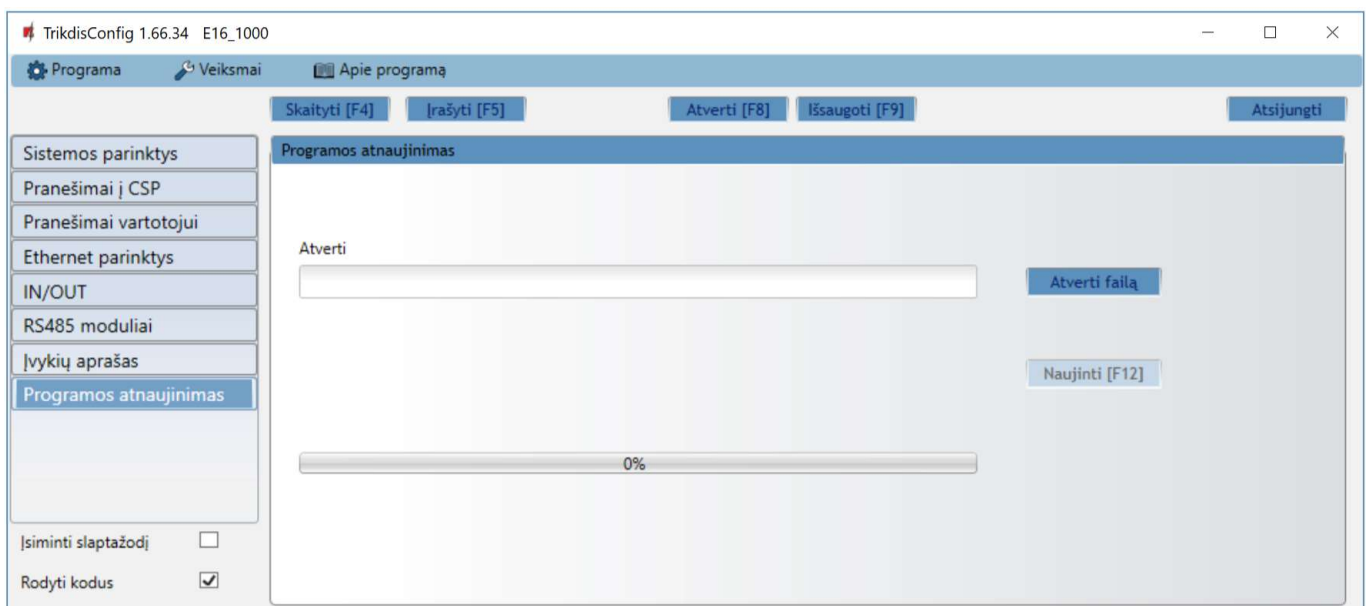 TrikdisConfig 1.66.34 E16_1000
Programa Veiksmai Apie programą
Skaityti [F4] Įrašyti [F5] Atverti [F8] Išsaugoti [F9] Atsijungti
Sistemos parinktys
Pranešimai į CSP
Pranešimai vartotojui
Ethernet parinktys
IN/OUT
RS485 moduliai
Įvykių aprašas
Programos atnaujinimas
Įsiminti slaptažodį
Rodyti kodus
Programos atnaujinimas
Atverti
Atverti failą
Naujinti [F12]
0%